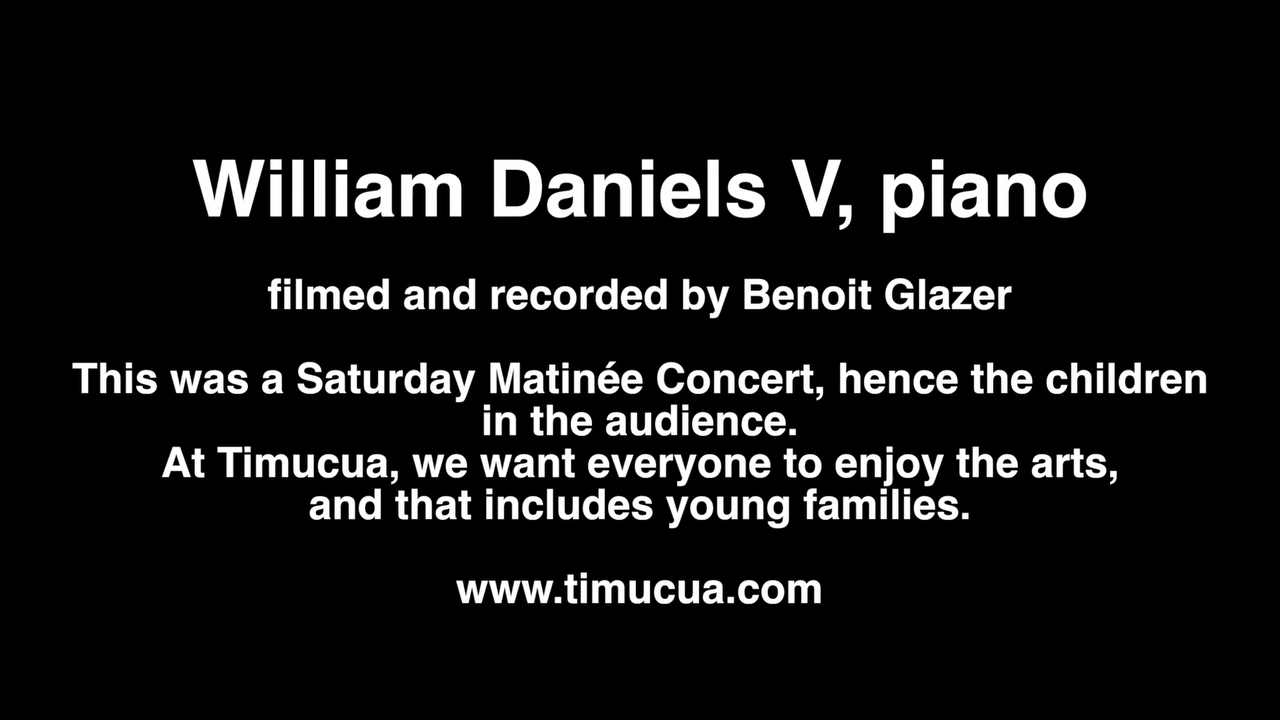 William Daniels V, piano
filmed and recorded by Benoit Glazer
This was a Saturday Matinée Concert, hence the children
in the audience.
At Timucua, we want everyone to enjoy the arts,
and that includes young families.
www.timucua.com